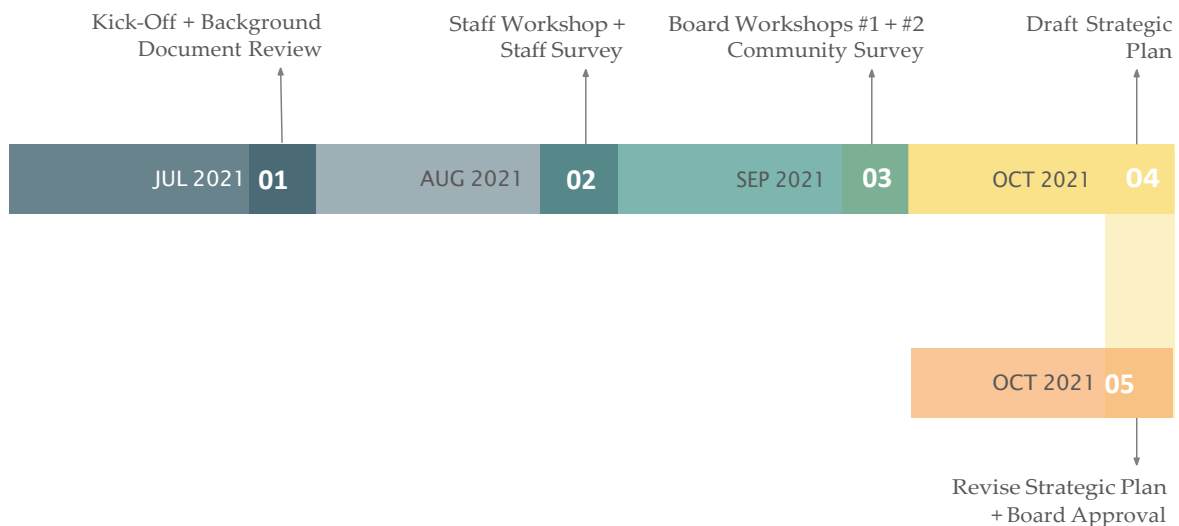 Kick-Off + Background
Document Review
Staff Workshop +
Staff Survey
Board Workshops #1 + #2
Community Survey
Draft Strategic
Plan
JUL 2021 01
AUG 2021 02
SEP 2021 03
OCT 2021 04
OCT 2021 05
Revise Strategic Plan
+ Board Approval